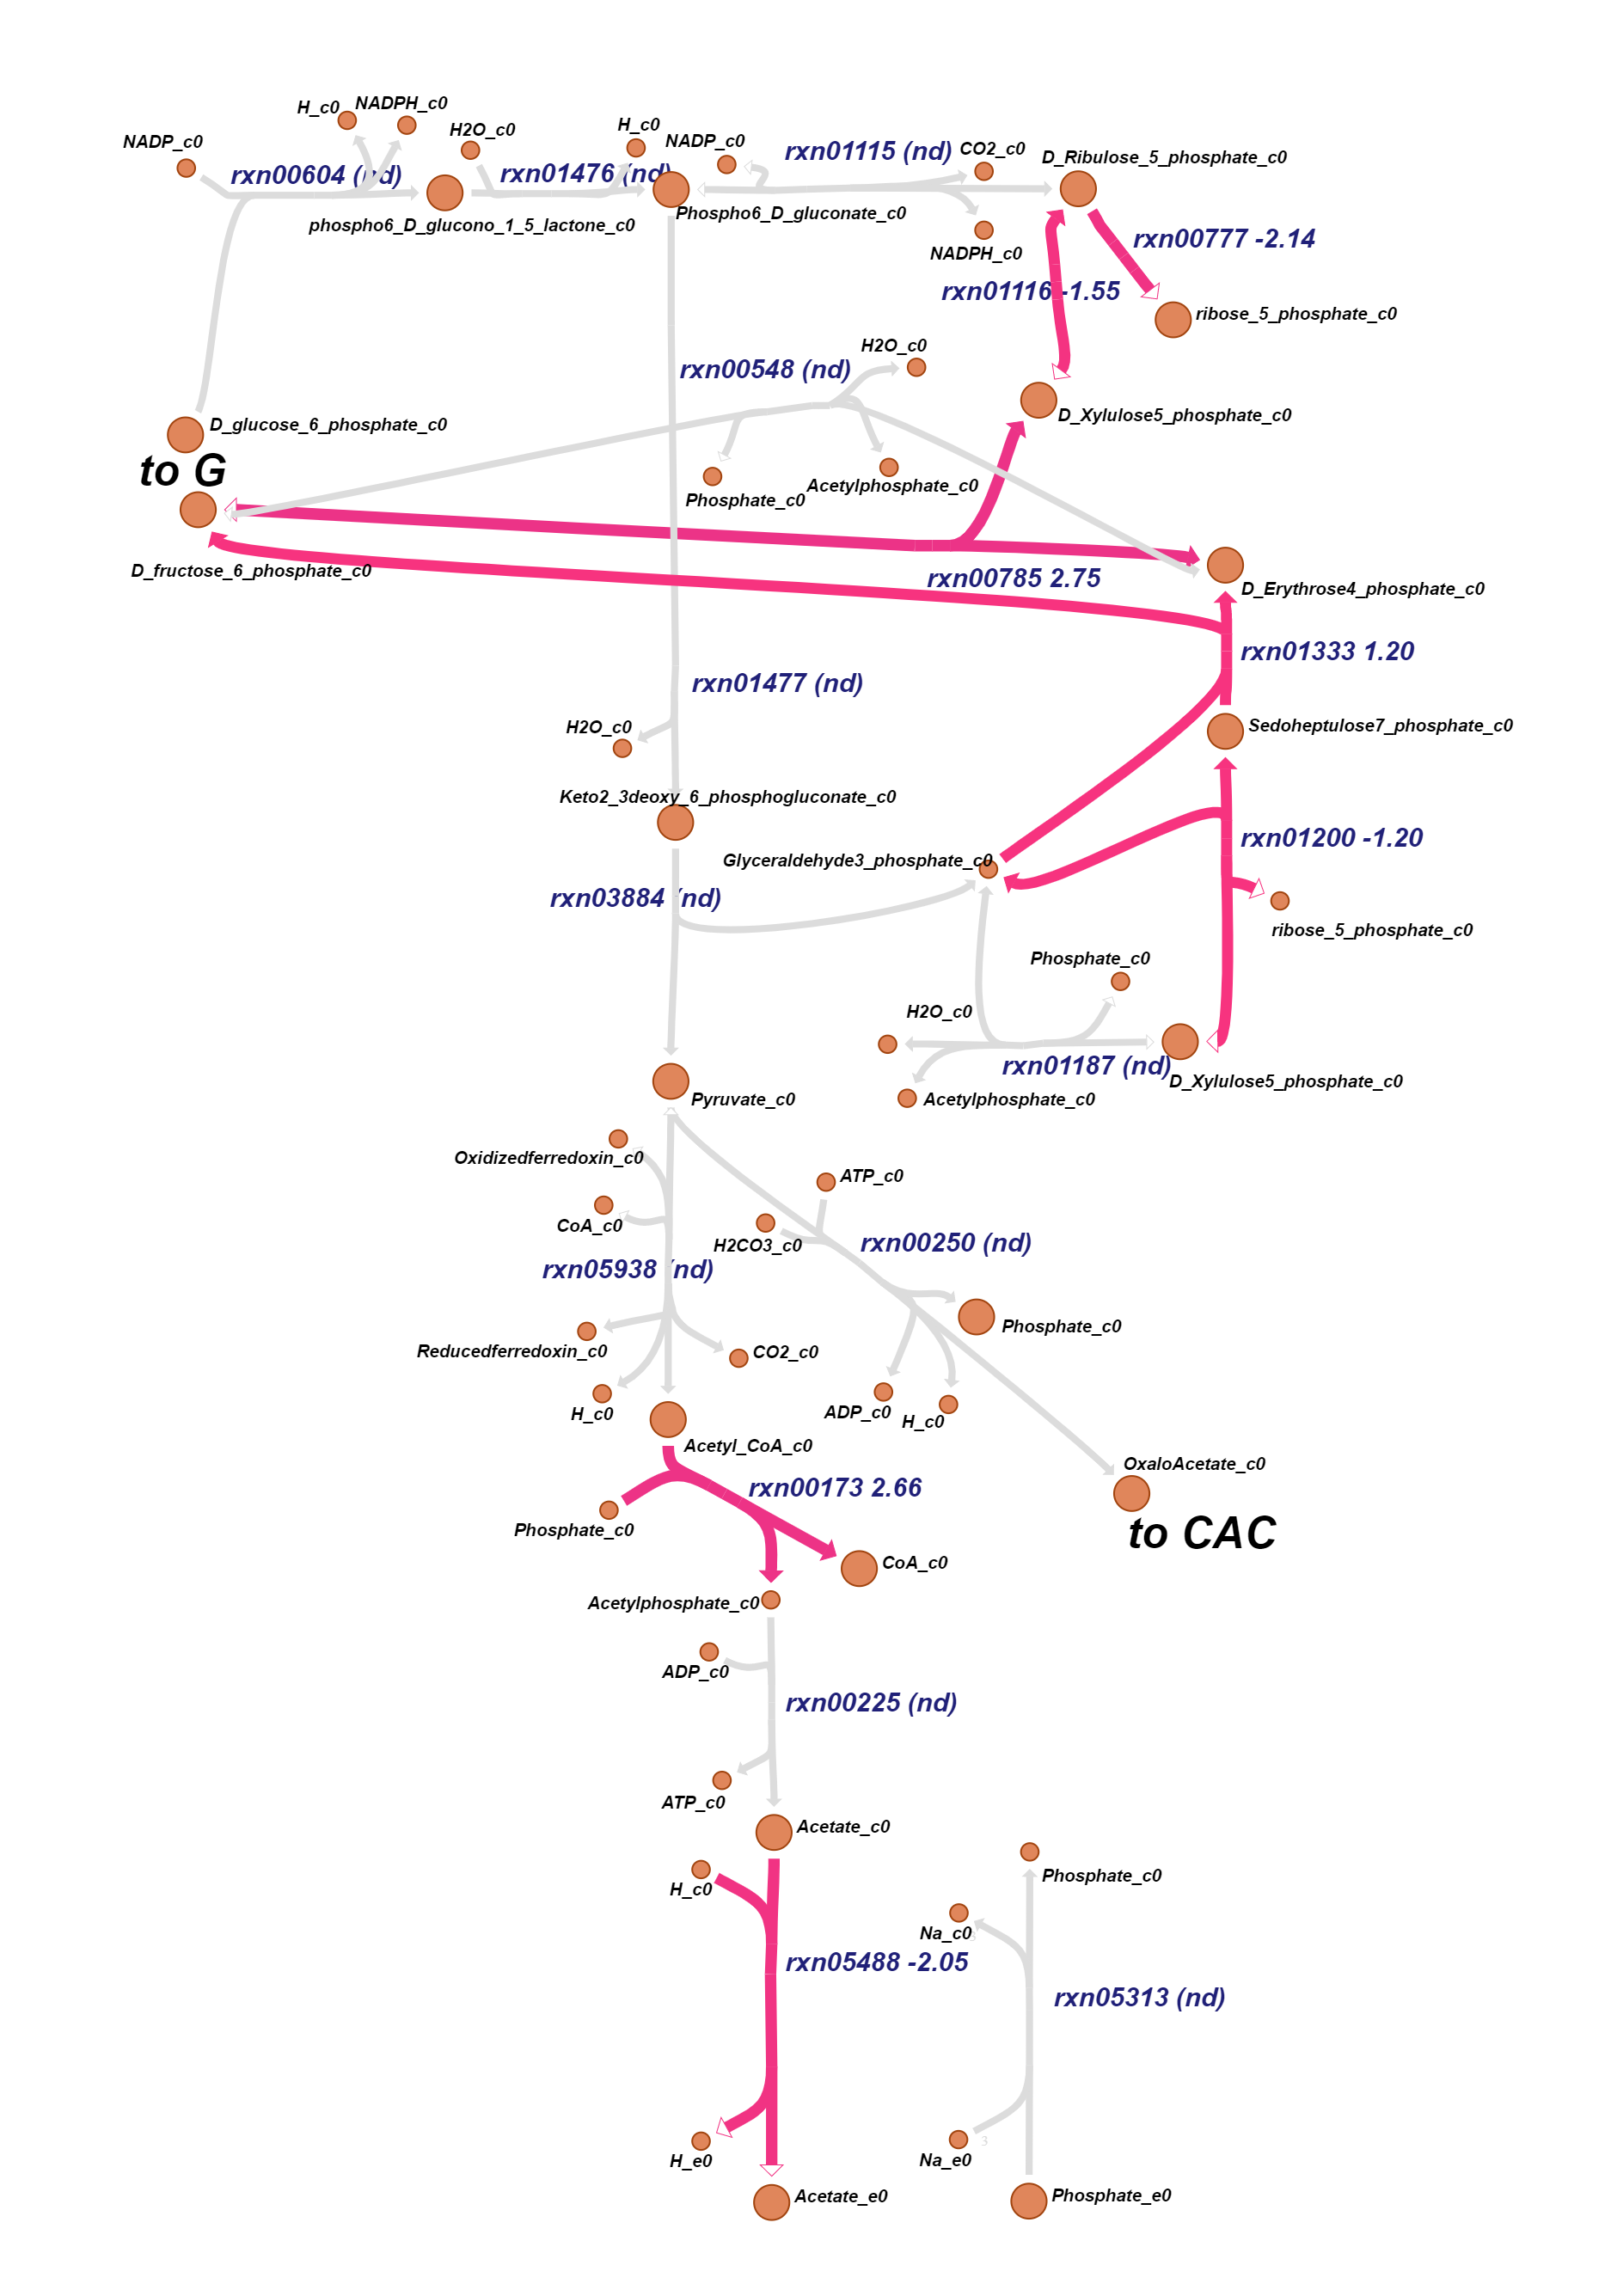 H_c0
NADPH_c0
NADP_c0
H2O_c0
H_c0
NADP_c0
rxn00604 (nd)
rxn01476 (nd)
rxn01115 (nd)
CO2_c0
D_Ribulose_5_phosphate_c0
phospho6_D_glucono_1_5_lactone_c0
Phospho6_D_gluconate_c0
NADPH_c0
rxn00777 -2.14
rxn01116 -1.55
ribose_5_phosphate_c0
H2O_c0
rxn00548 (nd)
D_glucose_6_phosphate_c0
D_Xylulose5_phosphate_c0
to G
Phosphate_c0
Acetylphosphate_c0
D_fructose_6_phosphate_c0
rxn00785 2.75
D_Erythrose4_phosphate_c0
rxn01333 1.20
rxn01477 (nd)
H2O_c0
Sedoheptulose7_phosphate_c0
Keto2_3deoxy_6_phosphogluconate_c0
rxn01200 -1.20
Glyceraldehyde3_phosphate_c0
rxn03884 (nd)
ribose_5_phosphate_c0
Phosphate_c0
H2O_c0
rxn01187 (nd)
D_Xylulose5_phosphate_c0
Pyruvate_c0
Acetylphosphate_c0
Oxidizedferredoxin_c0
ATP_c0
CoA_c0
H2CO3_c0
rxn00250 (nd)
rxn05938 (nd)
Phosphate_c0
Reducedferredoxin_c0
CO2_c0
H_c0
ADP_c0
H_c0
Acetyl_CoA_c0
OxaloAcetate_c0
rxn00173 2.66
Phosphate_c0
to CAC
CoA_c0
Acetylphosphate_c0
ADP_c0
rxn00225 (nd)
ATP_c0
Acetate_c0
H_c0
Phosphate_c0
Na_c0
3
rxn05488 -2.05
rxn05313 (nd)
3
H_e0
Na_e0
Acetate_e0
Phosphate_e0